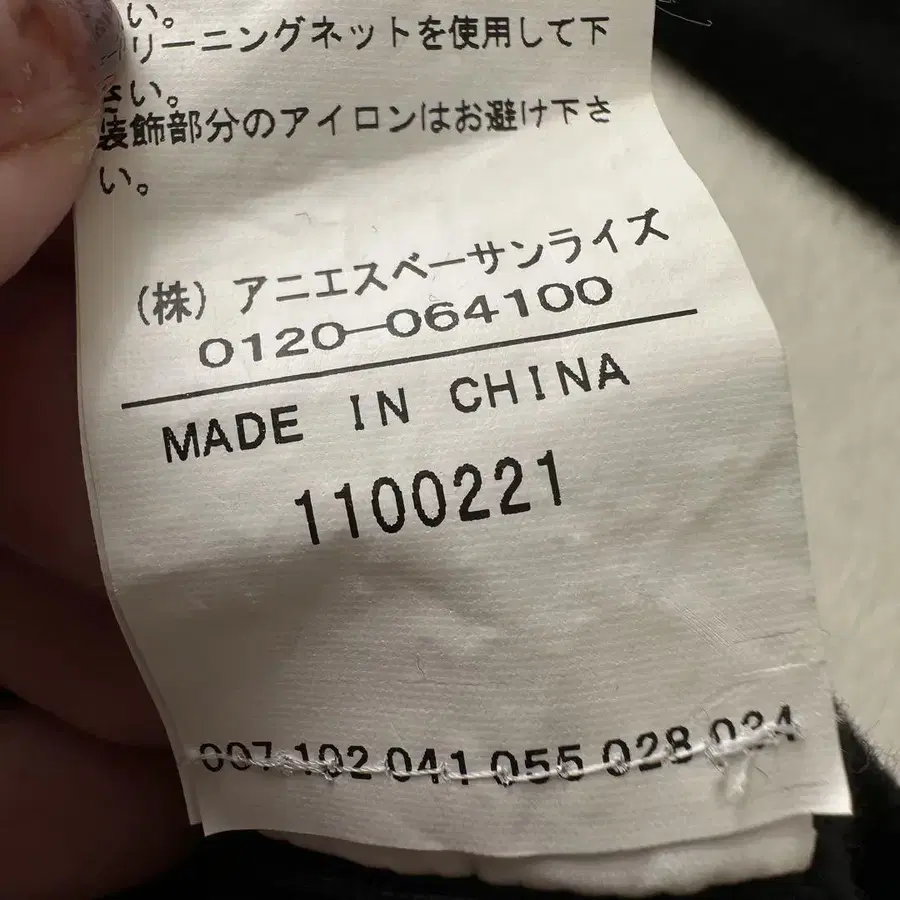 い。
リーニングネットを使用して下
さい。
装飾部分のアイロンはお避け下さ
い。
(株) アニエスベーサンライズ
0120-064100
MADE IN CHINA
1100221
007 102 041 055 028 024